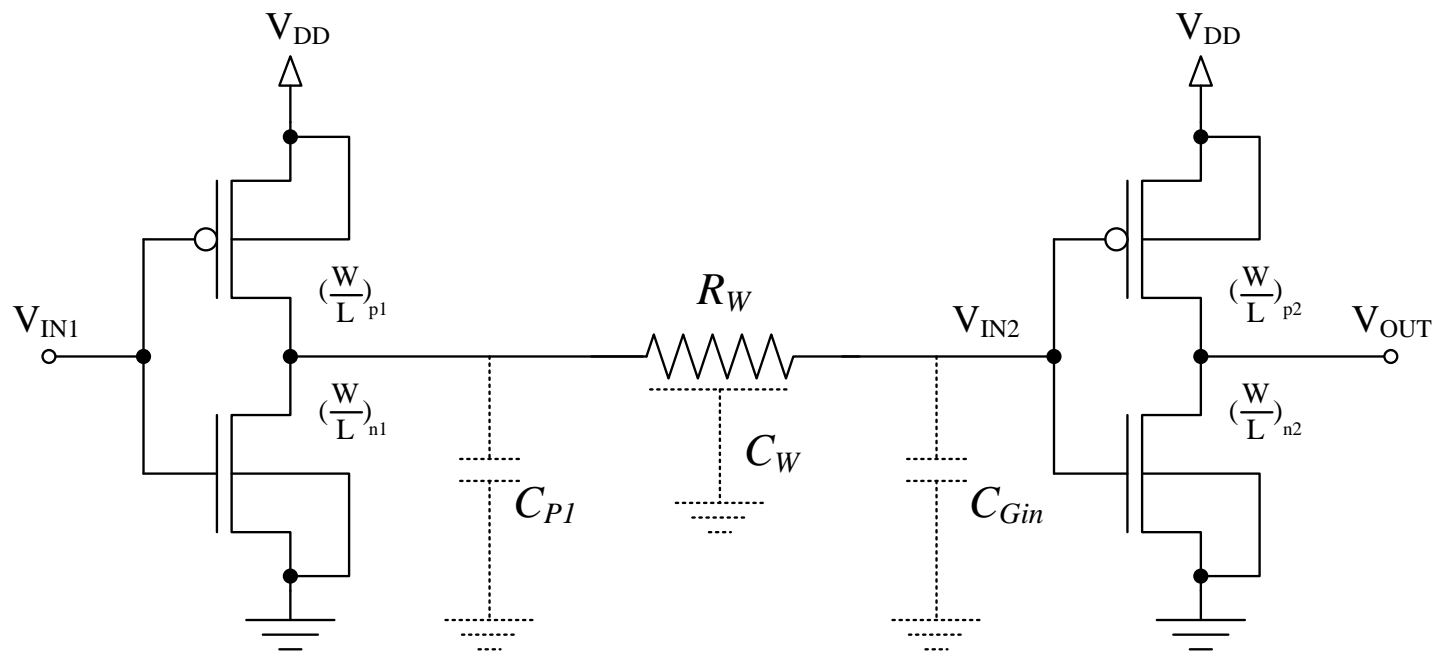 V_DD
V_DD
(W/L)_p1
R_W
(W/L)_p2
V_IN1
V_IN2
V_OUT
(W/L)_n1
(W/L)_n2
C_W
C_P1
C_Gin